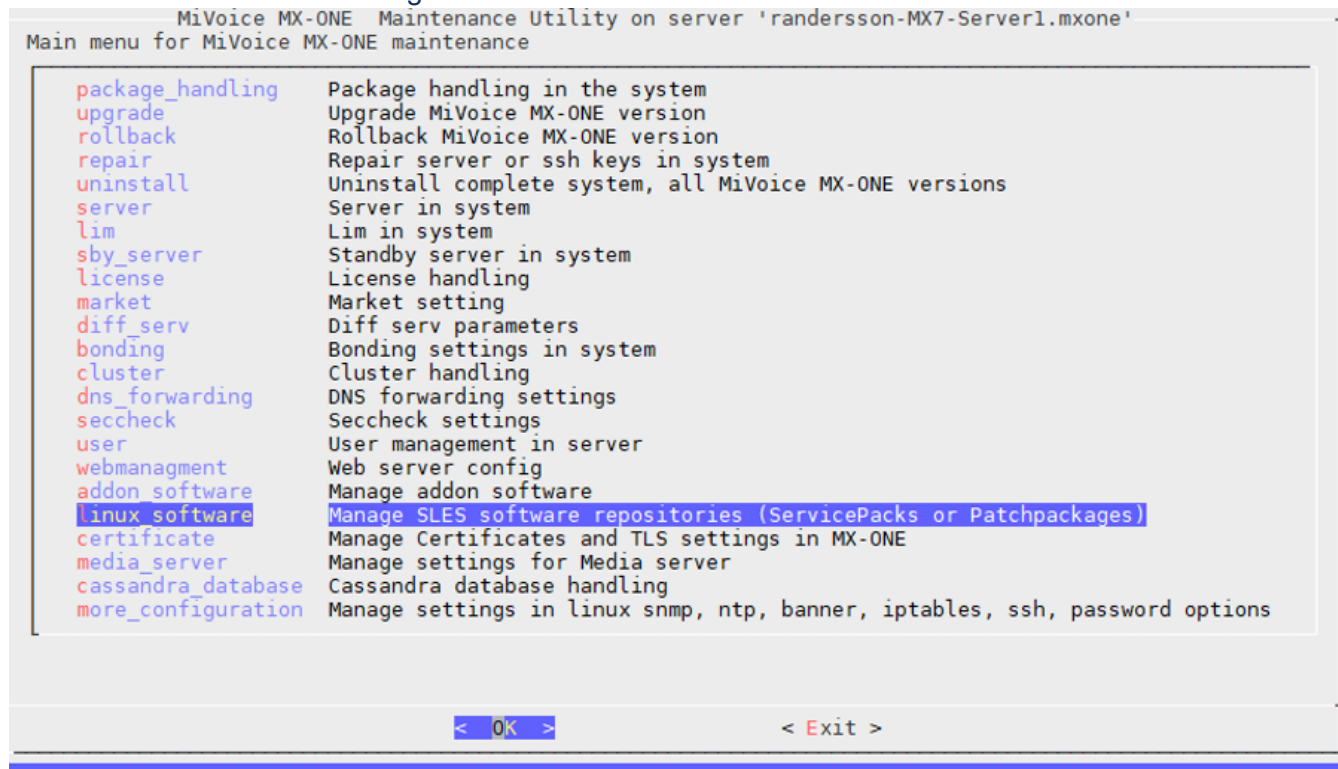 MiVoice MX-ONE Maintenance Utility on server 'randersson-MX7-Server1.mxone'
Main menu for MiVoice MX-ONE maintenance
package_handling Package handling in the system
upgrade Upgrade MiVoice MX-ONE version
rollback Rollback MiVoice MX-ONE version
repair Repair server or ssh keys in system
uninstall Uninstall complete system, all MiVoice MX-ONE versions
server Server in system
lim Lim in system
sby_server Standby server in system
license License handling
market Market setting
diff_serv Diff serv parameters
bonding Bonding settings in system
cluster Cluster handling
dns_forwarding DNS forwarding settings
seccheck Seccheck settings
user User management in server
webmanagment Web server config
addon_software Manage addon software
linux_software Manage SLES software repositories (ServicePacks or Patchpackages)
certificate Manage Certificates and TLS settings in MX-ONE
media_server Manage settings for Media server
cassandra_database Cassandra database handling
more_configuration Manage settings in linux snmp, ntp, banner, iptables, ssh, password options
< OK > < Exit >